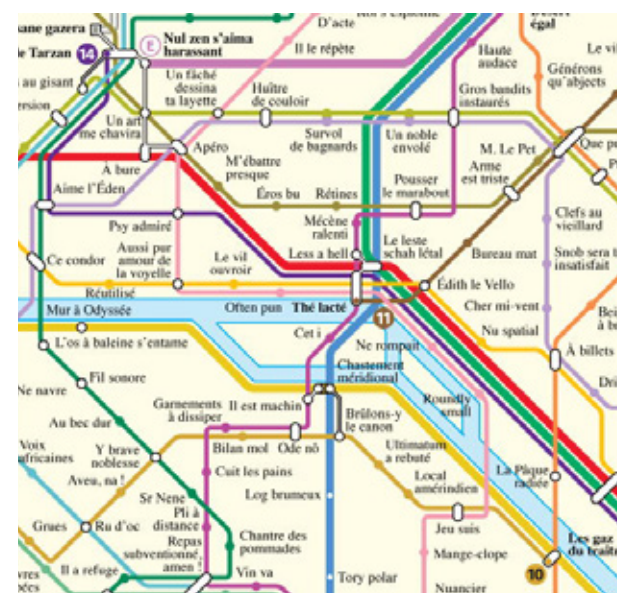 D'acte
égal
ane gazera
Nul zen s'aima
harassant
e Tarzan
14
E
Il le répète
Haute
audace
Le vi
Générons
qu'abjects
au gisant
Un fâché
dessina
ta layette
Huître
de couloir
Gros bandits
instaurés
ersion
Un art
me chavira
Apéro
Survol
de bagnards
Un noble
envolé
M. Le Pet
Que pe
À bure
M'ébattre
presque
Pousser
le marabout
Arme
est triste
Aime l'Éden
Éros bu
Rétines
Mécène
ralenti
Clefs au
vieillard
Psy admiré
Less a hell
Le leste
schah létal
Bureau mat
Snob sera t
insatisfait
Ce condor
Aussi pur
amour de
la voyelle
Le vil
ouvroir
Édith le Vello
Réutilisé
Often pun
Thé lacté
Cher mi-vent
Mur à Odyssée
11
Nu spatial
L'os à baleine s'entame
Cet i
Ne rompait
À billets
Chastement
méridional
Fil sonore
Ne navre
Garnements
à dissiper
Il est machin
Roundly
small
Au bec dur
Brûlons-y
le canon
Bilan mol
Ode nô
Ultimatum
a rebuté
Voix
africaines
Y brave
noblesse
Cuit les pains
Local
amérindien
La Pâque
radiée
Aveu, na !
Log brumeux
Sr Nene
Pli à
distance
Grues
Ru d'oc
Repas
subventionné,
amen !
Chantre des
pommades
Jeu suis
Les gaz
du traite
Mange-clope
10
Il a refuge
Vin va
Tory polar
Nuancier